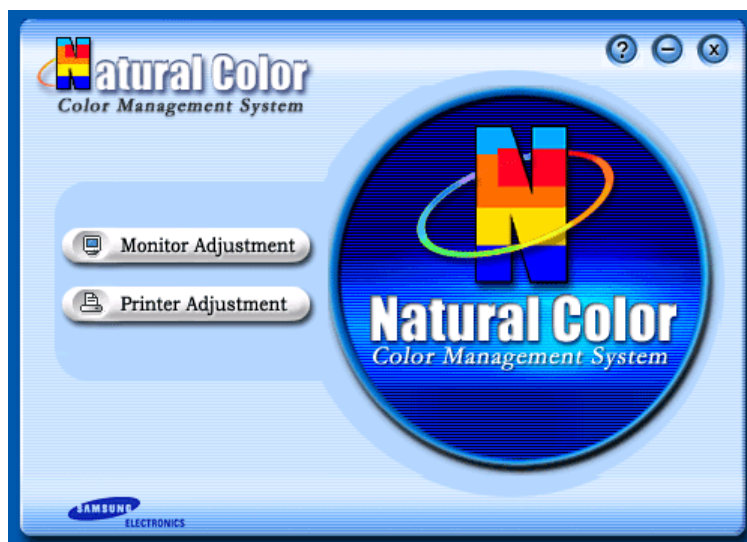 Natural Color
Color Management System
?
Monitor Adjustment
Printer Adjustment
N
Natural Color
Color Management System
SAMSUNG
ELECTRONICS